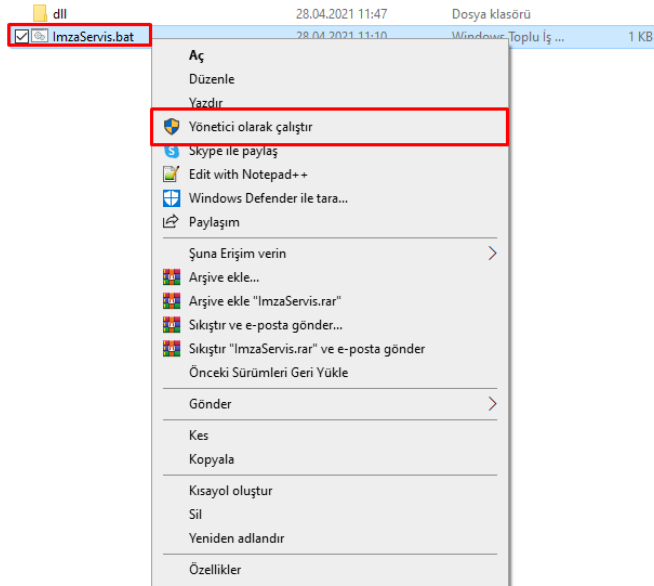 dll 28.04.2021 11:47 Dosya klasörü
ImzaServis.bat 28.04.2021 11:10 Windows Toplu İş ... 1 KB
Aç
Düzenle
Yazdır
Yönetici olarak çalıştır
Skype ile paylaş
Edit with Notepad++
Windows Defender ile tara...
Paylaşım
Şuna Erişim verin
Arşive ekle...
Arşive ekle "ImzaServis.rar"
Sıkıştır ve e-posta gönder...
Sıkıştır "ImzaServis.rar" ve e-posta gönder
Önceki Sürümleri Geri Yükle
Gönder
Kes
Kopyala
Kısayol oluştur
Sil
Yeniden adlandır
Özellikler